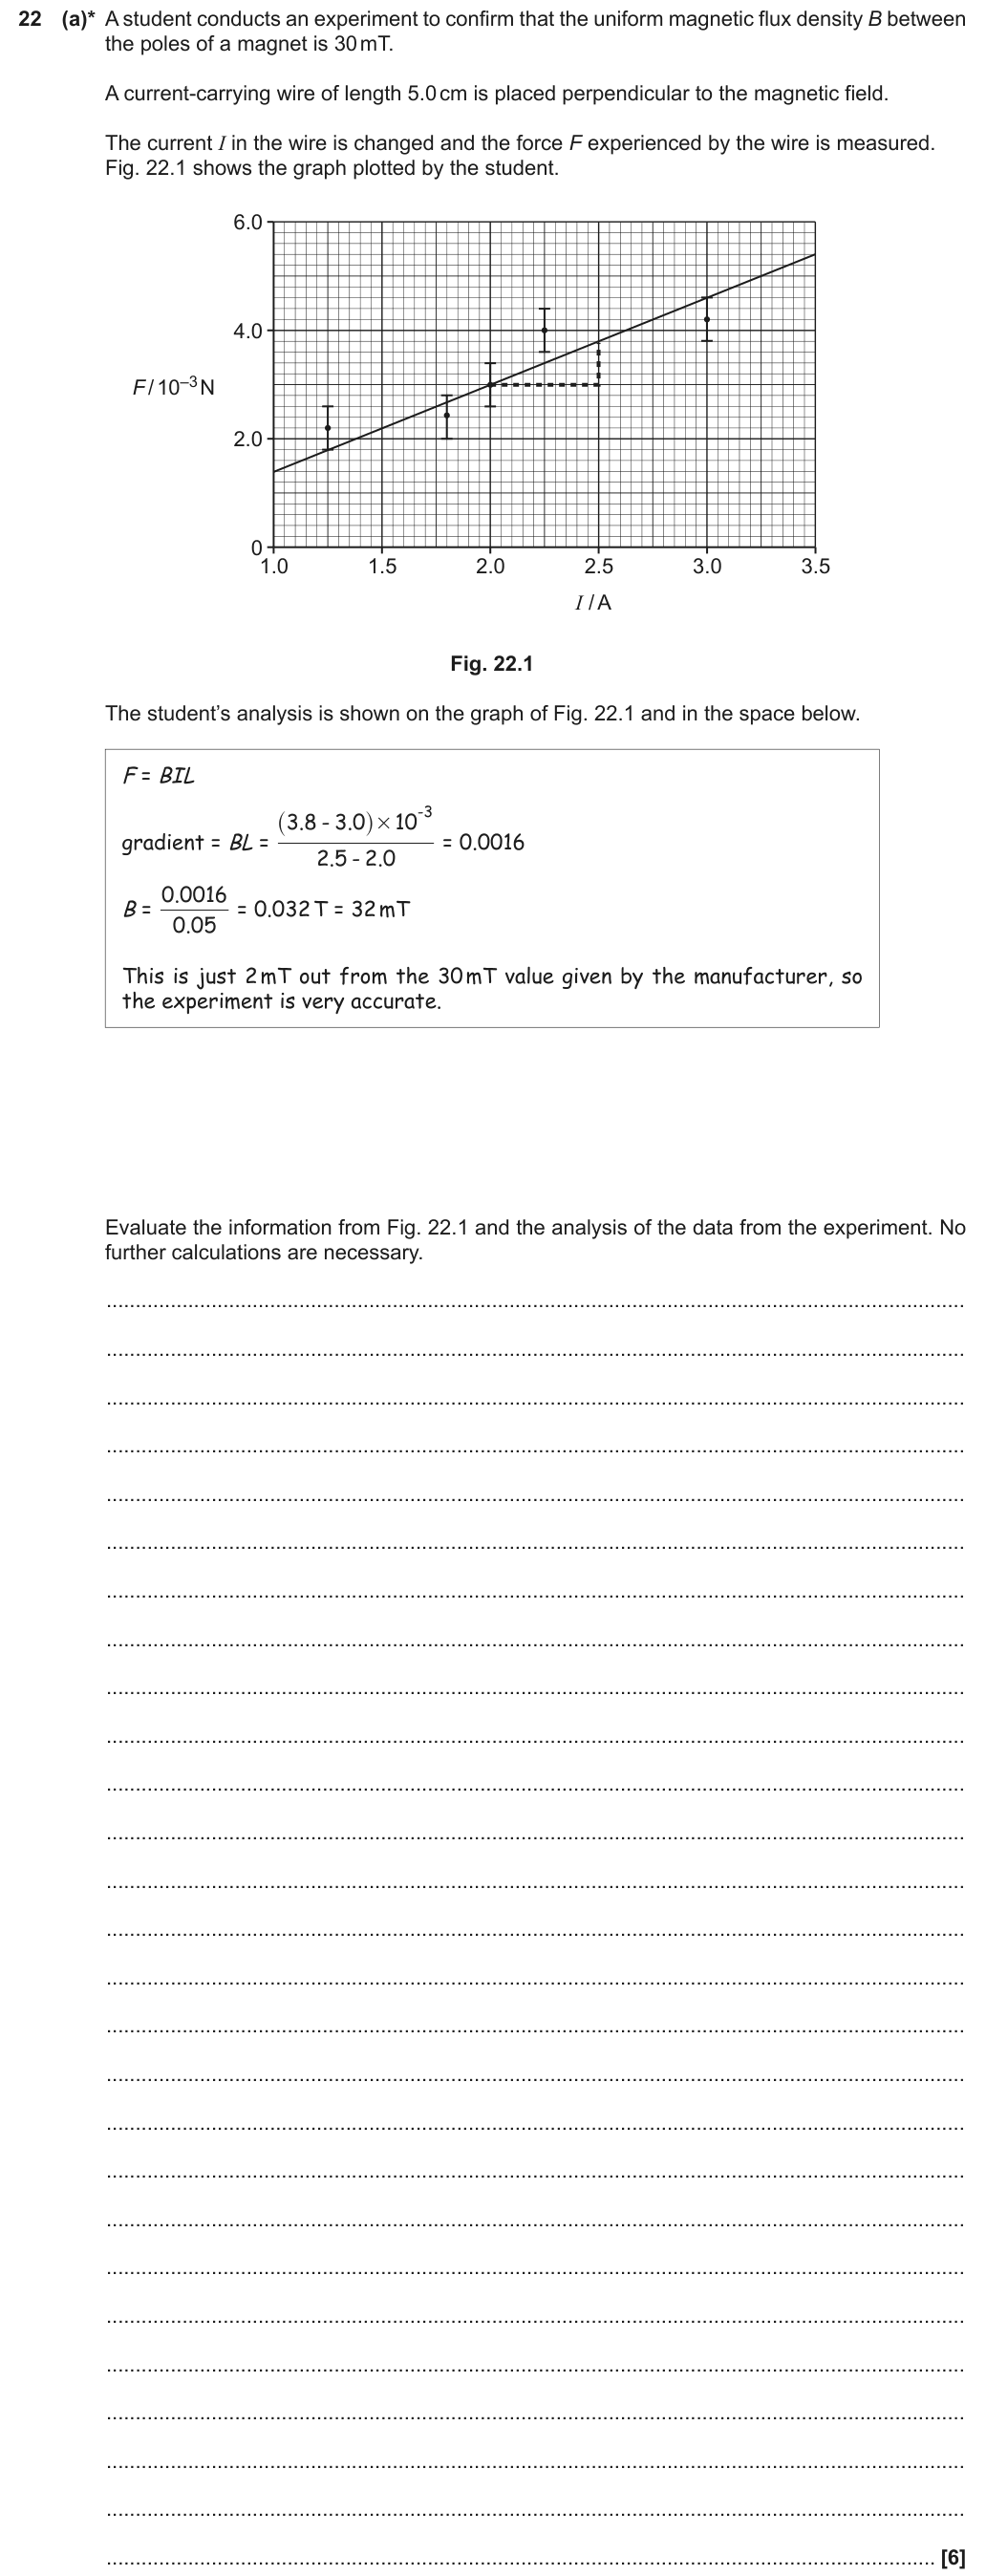 22 (a)* A student conducts an experiment to confirm that the uniform magnetic flux density B between
the poles of a magnet is 30 mT.
A current-carrying wire of length 5.0 cm is placed perpendicular to the magnetic field.
The current I in the wire is changed and the force F experienced by the wire is measured.
Fig. 22.1 shows the graph plotted by the student.
6.0
4.0
F / 10⁻³ N
2.0
0
1.0 1.5 2.0 2.5 3.0 3.5
I / A
Fig. 22.1
The student's analysis is shown on the graph of Fig. 22.1 and in the space below.
F = BIL
gradient = BL = (3.8 - 3.0) × 10⁻³ / 2.5 - 2.0 = 0.0016
B = 0.0016 / 0.05 = 0.032 T = 32 mT
This is just 2 mT out from the 30 mT value given by the manufacturer, so
the experiment is very accurate.
Evaluate the information from Fig. 22.1 and the analysis of the data from the experiment. No
further calculations are necessary.
[6]